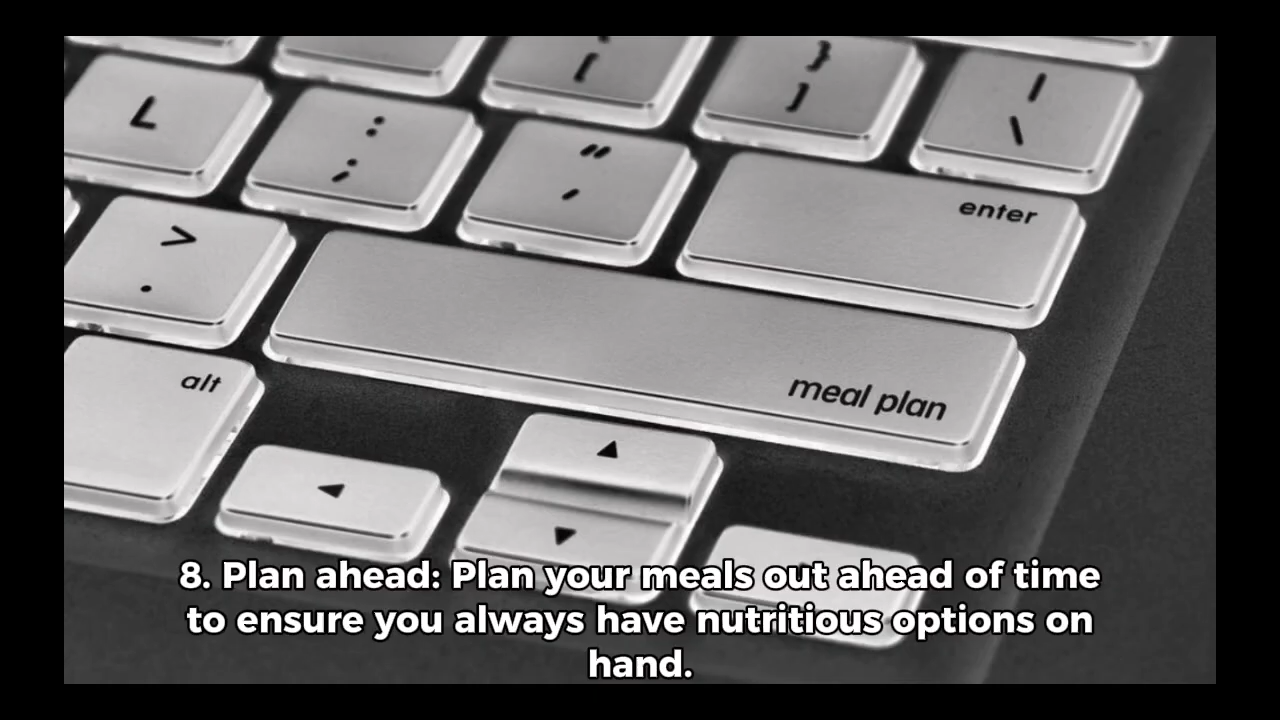 {
[
}
]
|
\
L
:
;
"
'
enter
>
.
meal plan
alt
8. Plan ahead: Plan your meals out ahead of time
to ensure you always have nutritious options on
hand.